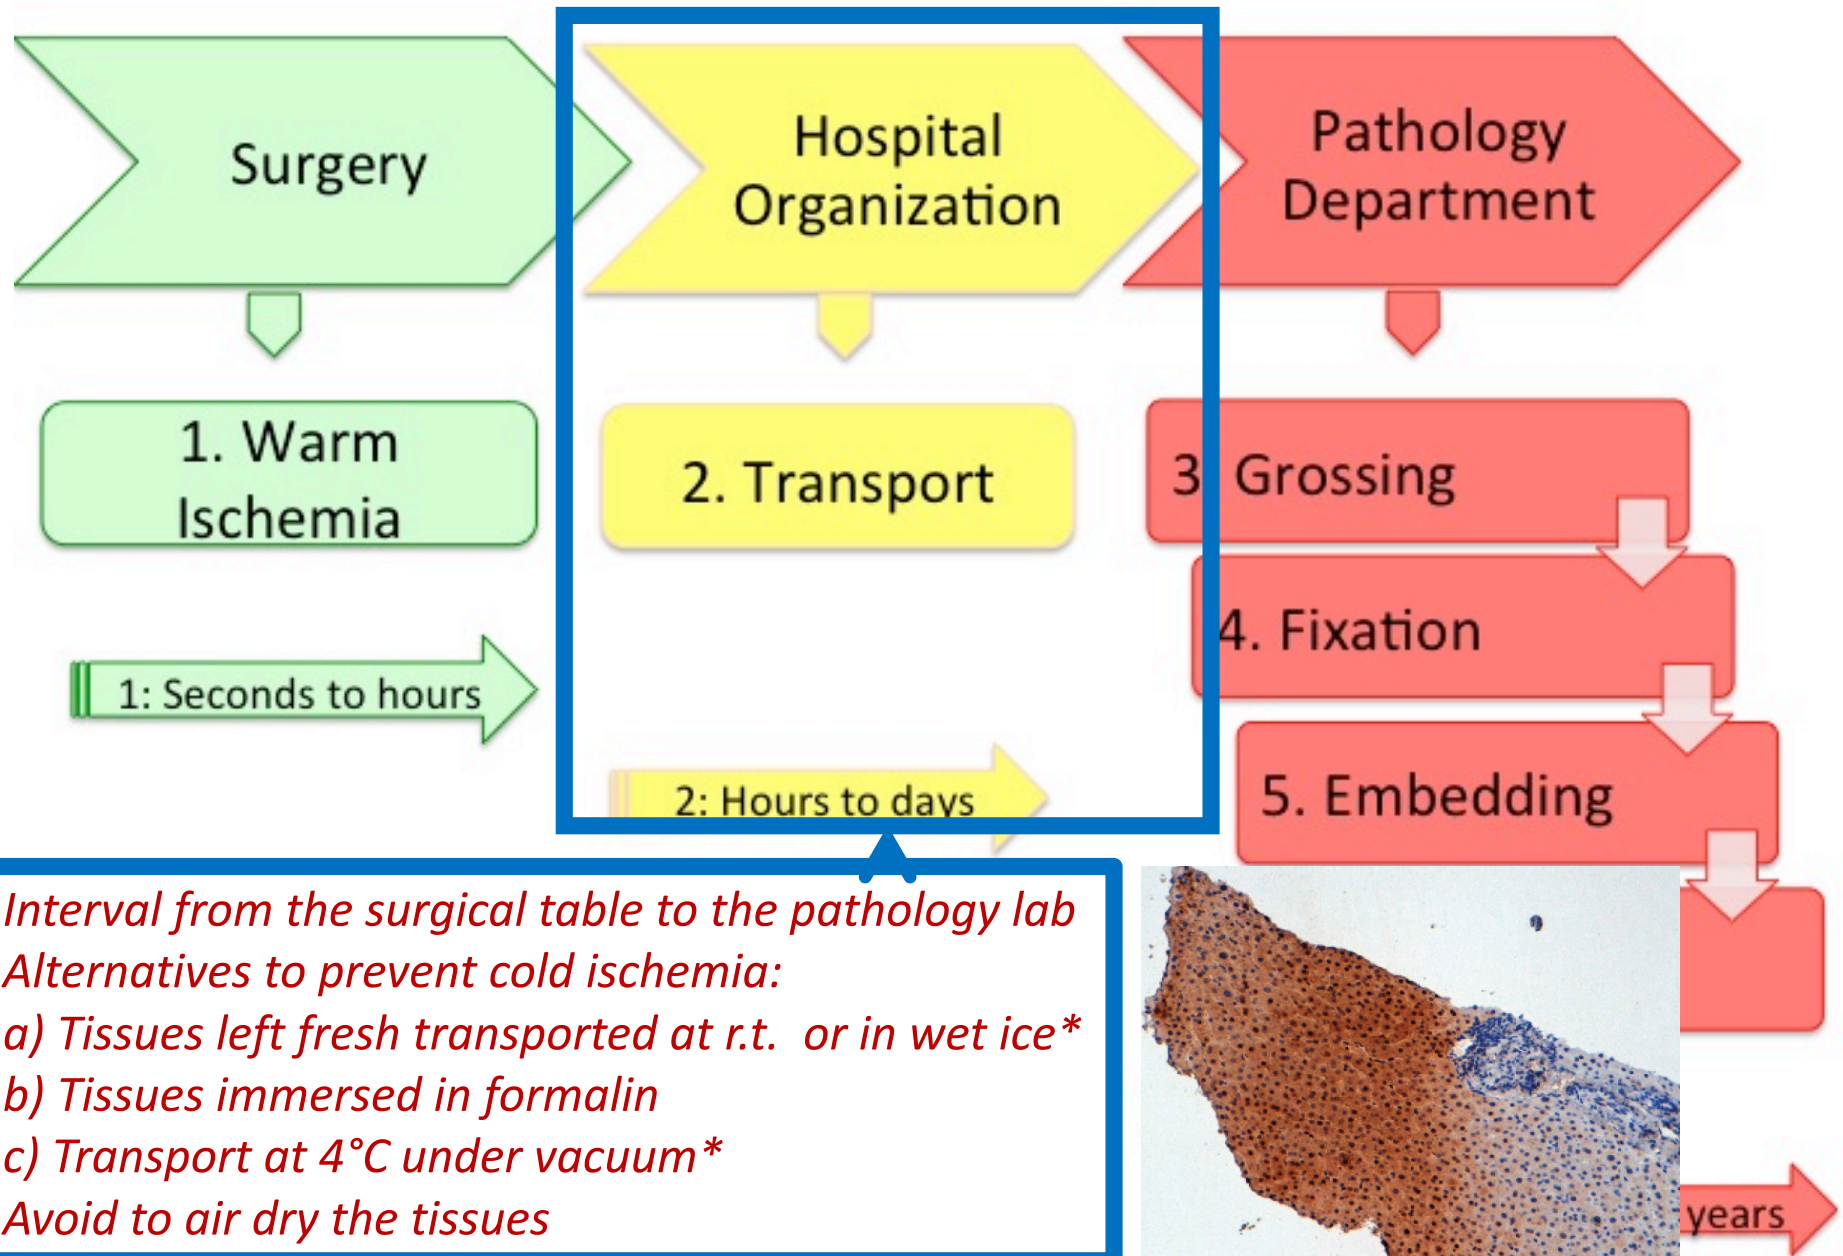 Surgery
Hospital
Organization
Pathology
Department
1. Warm
Ischemia
2. Transport
3. Grossing
4. Fixation
5. Embedding
1: Seconds to hours
2: Hours to days
Interval from the surgical table to the pathology lab
Alternatives to prevent cold ischemia:
a) Tissues left fresh transported at r.t. or in wet ice*
b) Tissues immersed in formalin
c) Transport at 4°C under vacuum*
Avoid to air dry the tissues
years